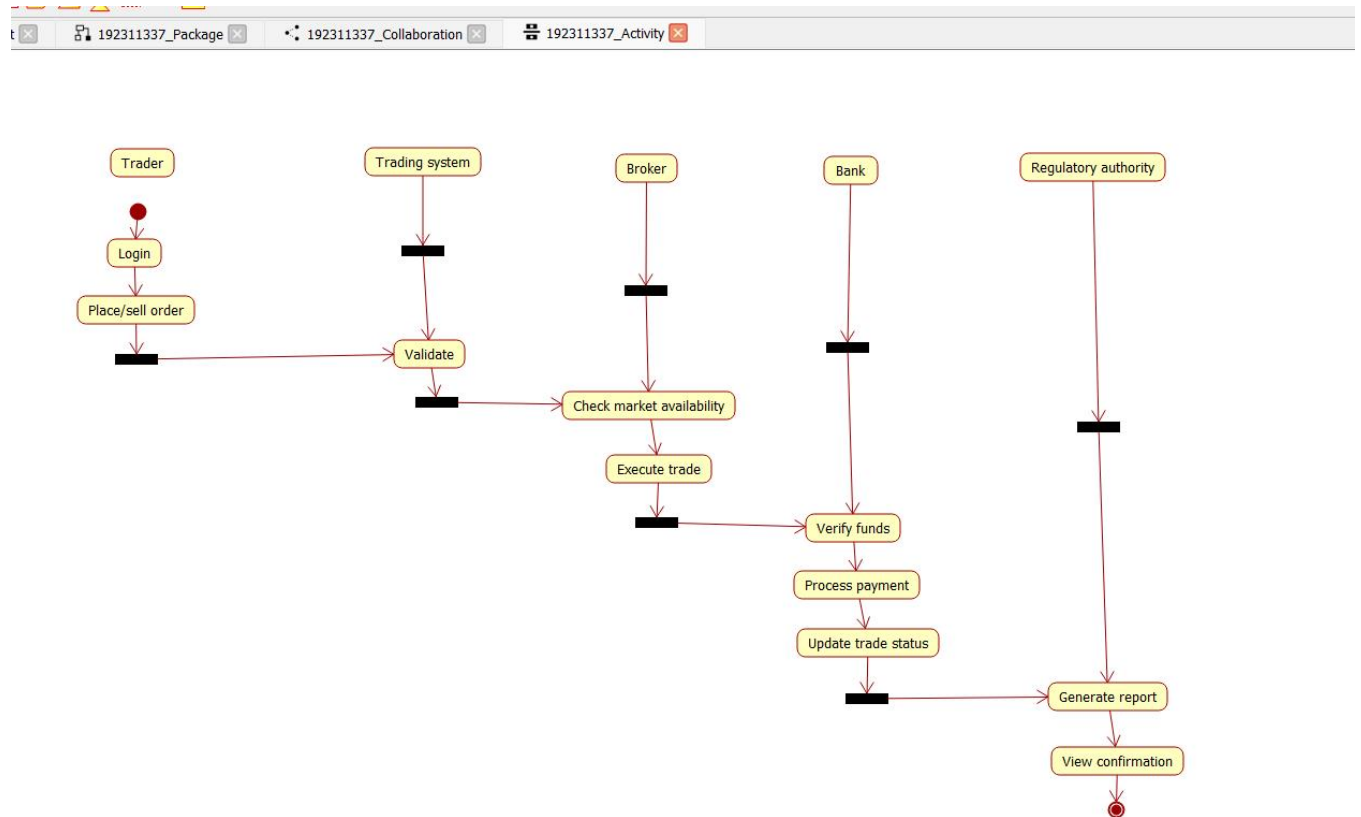 t
192311337_Package
192311337_Collaboration
192311337_Activity
Trader
Trading system
Broker
Bank
Regulatory authority
Login
Place/sell order
Validate
Check market availability
Execute trade
Verify funds
Process payment
Update trade status
Generate report
View confirmation